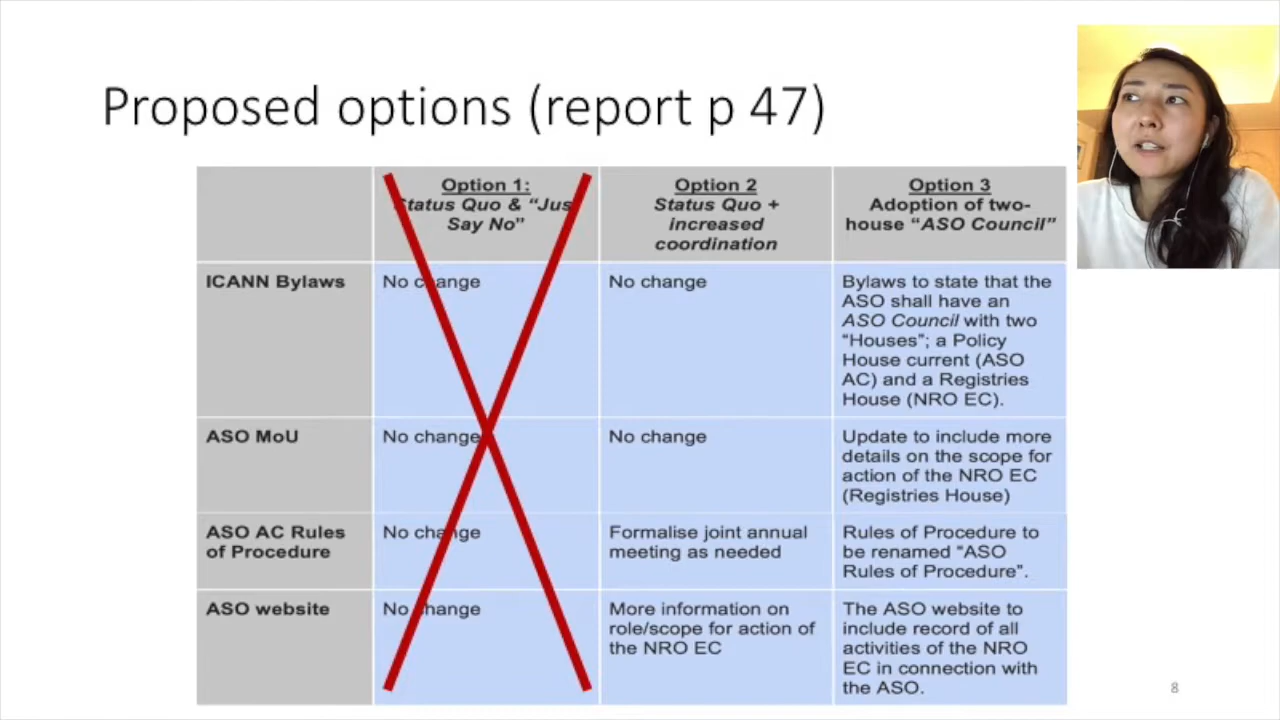 Proposed options (report p 47)
Option 1:
Status Quo & “Just
Say No”
Option 2
Status Quo +
increased
coordination
Option 3
Adoption of two-
house “ASO Council”
ICANN Bylaws
No change
No change
Bylaws to state that the
ASO shall have an
ASO Council with two
“Houses”; a Policy
House current (ASO
AC) and a Registries
House (NRO EC).
ASO MoU
No change
No change
Update to include more
details on the scope for
action of the NRO EC
(Registries House)
ASO AC Rules
of Procedure
No change
Formalise joint annual
meeting as needed
Rules of Procedure to
be renamed “ASO
Rules of Procedure”.
ASO website
No change
More information on
role/scope for action of
the NRO EC
The ASO website to
include record of all
activities of the NRO
EC in connection with
the ASO.
8